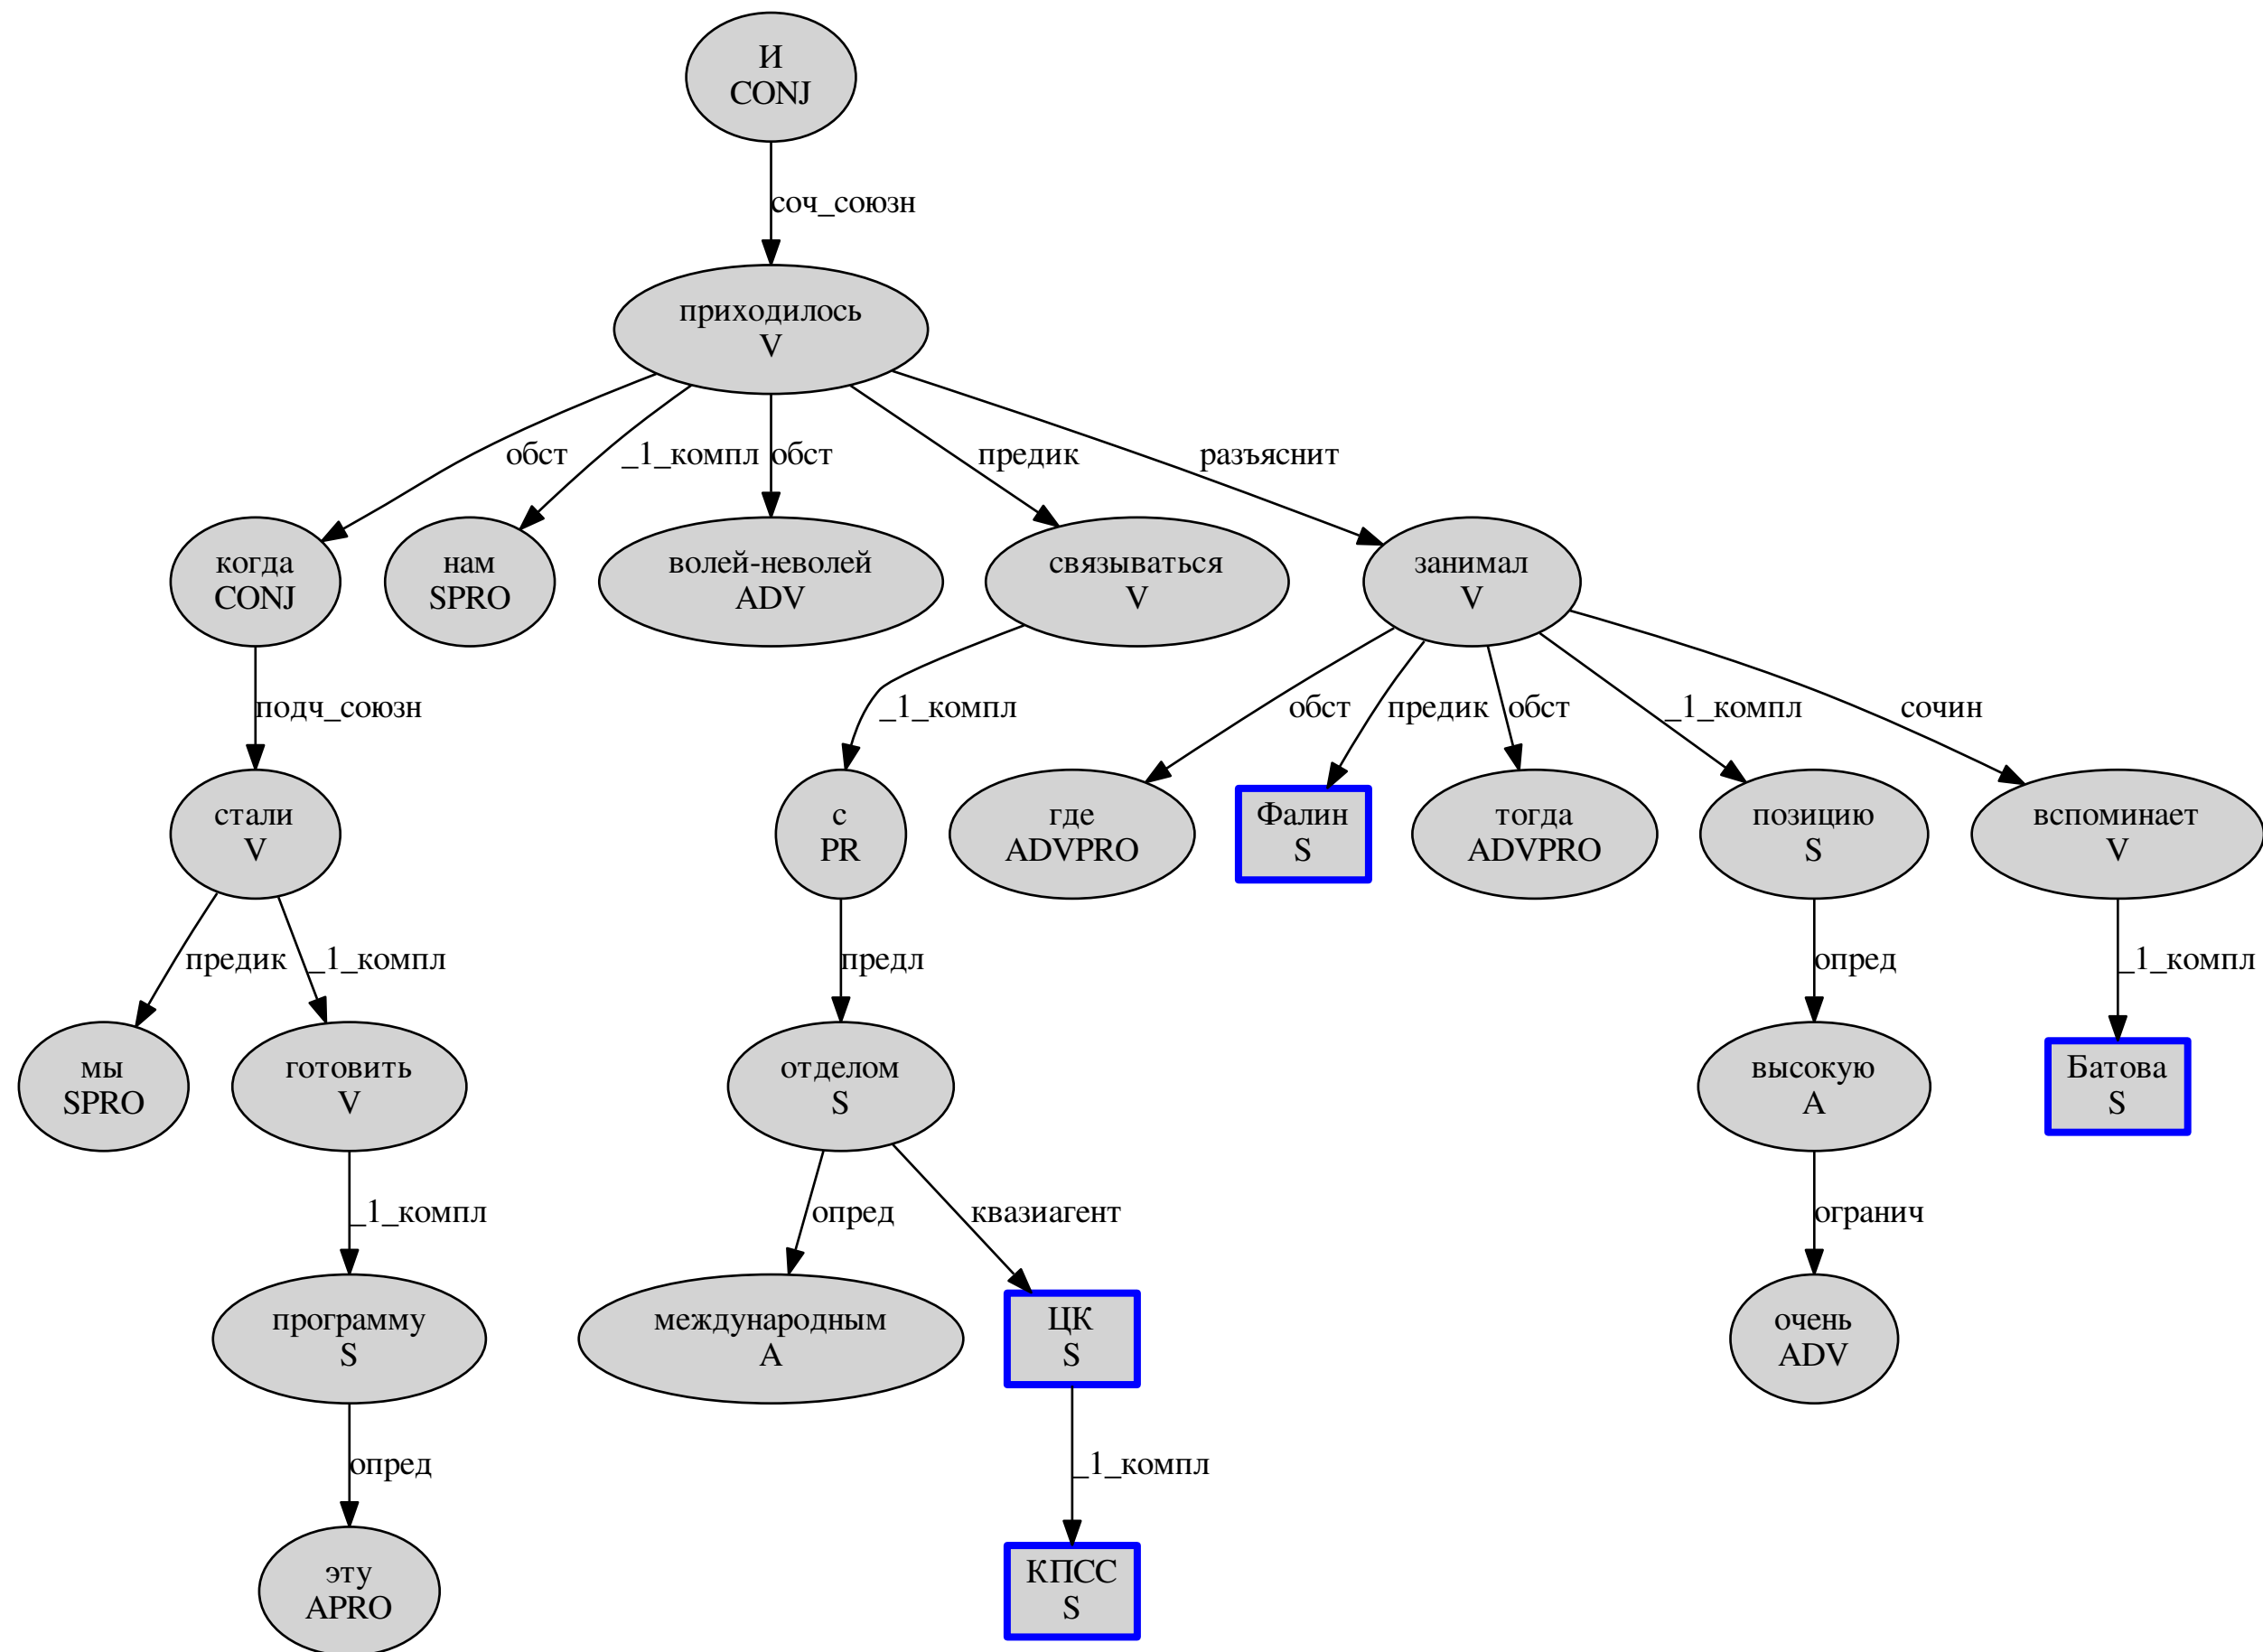 И
CONJ
соч_союзн
приходилось
V
обст
_1_компл
обст
предик
разъяснит
когда
CONJ
нам
SPRO
волей-неволей
ADV
связываться
V
занимал
V
подч_союзн
_1_компл
обст
предик
обст
_1_компл
сочин
стали
V
с
PR
где
ADVPRO
Фалин
S
тогда
ADVPRO
позицию
S
вспоминает
V
предик
_1_компл
предл
опред
_1_компл
мы
SPRO
готовить
V
отделом
S
высокую
A
Батова
S
_1_компл
опред
квазиагент
огранич
программу
S
международным
A
ЦК
S
очень
ADV
опред
_1_компл
эту
APRO
КПСС
S